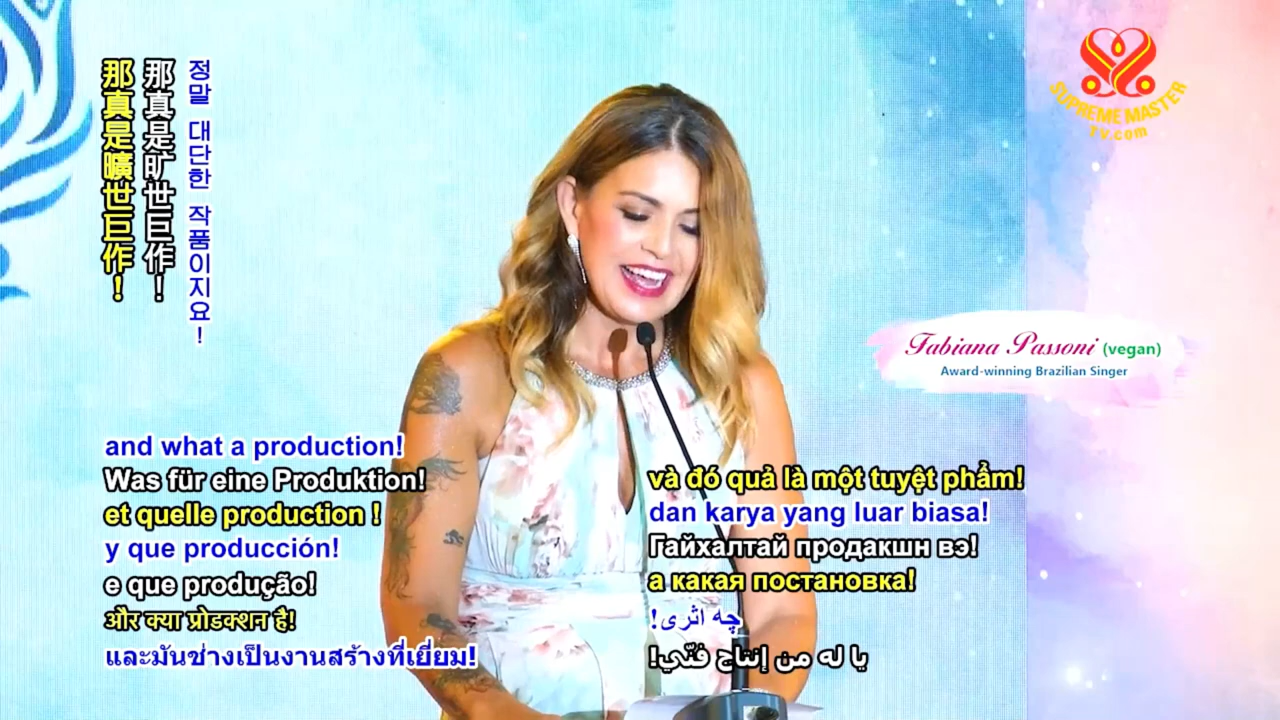 那真是曠世巨作！
那真是旷世巨作！
정말 대단한 작품이지요!
SUPREME MASTER
TV.com
Fabiana Passoni (vegan)
Award-winning Brazilian Singer
and what a production!
Was für eine Produktion!
et quelle production !
y que producción!
e que produção!
और क्या प्रोडक्शन है!
และมันช่างเป็นงานสร้างที่เยี่ยม!
và đó quả là một tuyệt phẩm!
dan karya yang luar biasa!
Гайхалтай продакшн вэ!
а какая постановка!
چه اثری!
يا له من إنتاج فنّي!